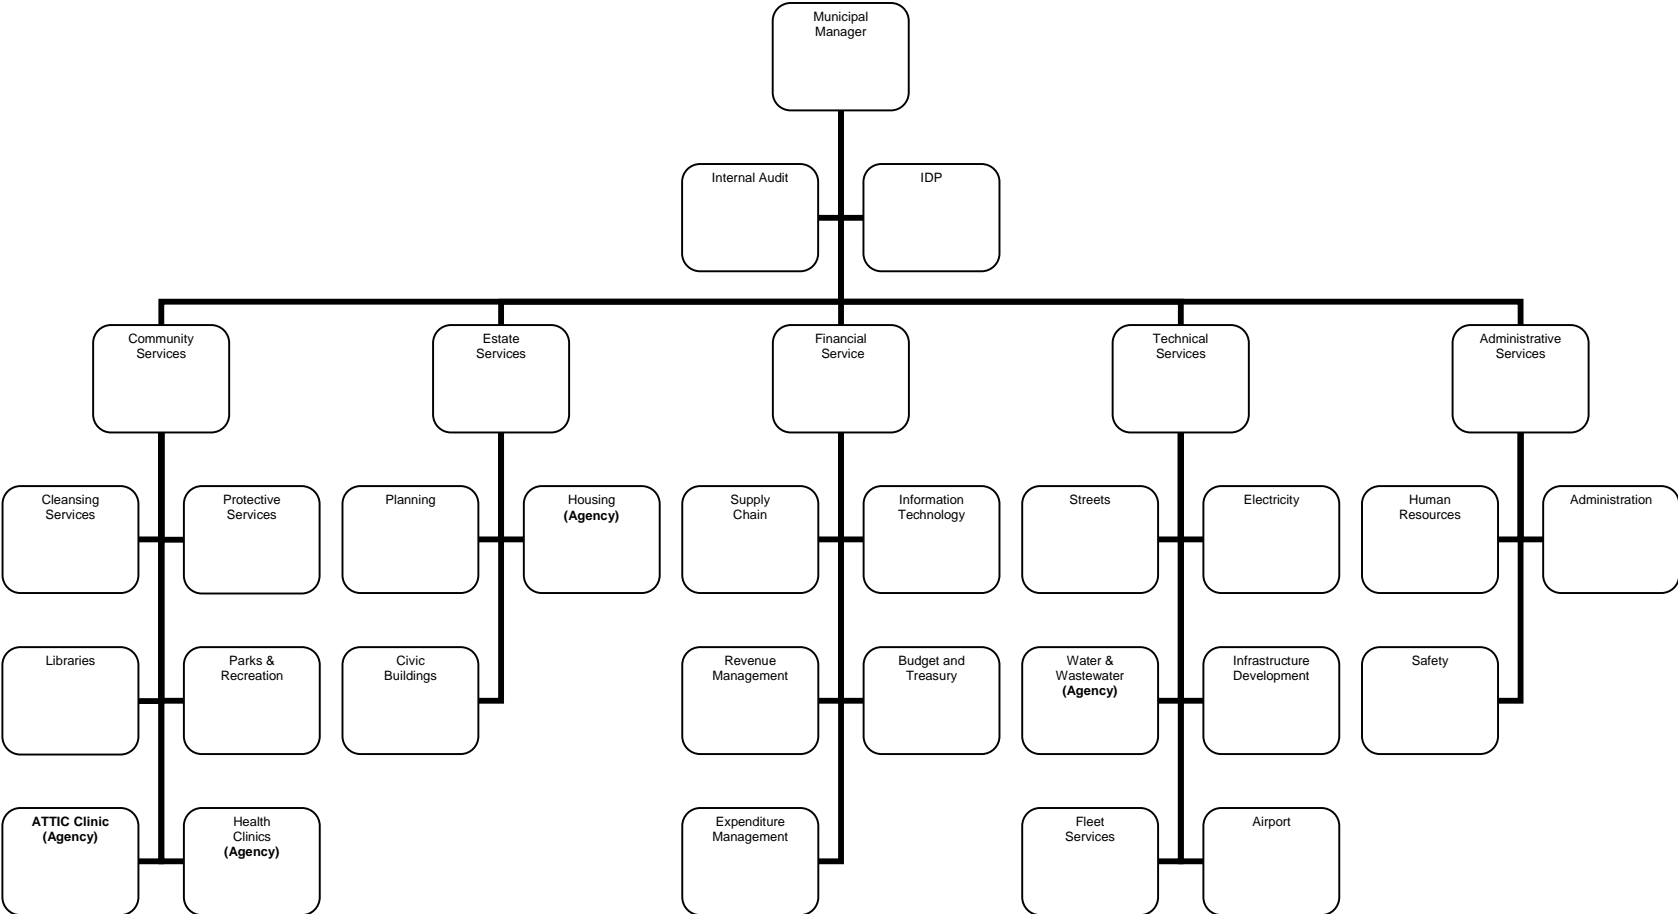 Municipal
Manager
Internal Audit
IDP
Community
Services
Estate
Services
Financial
Service
Technical
Services
Administrative
Services
Cleansing
Services
Protective
Services
Planning
Housing
(Agency)
Supply
Chain
Information
Technology
Streets
Electricity
Human
Resources
Administration
Libraries
Parks &
Recreation
Civic
Buildings
Revenue
Management
Budget and
Treasury
Water &
Wastewater
(Agency)
Infrastructure
Development
Safety
ATTIC Clinic
(Agency)
Health
Clinics
(Agency)
Expenditure
Management
Fleet
Services
Airport